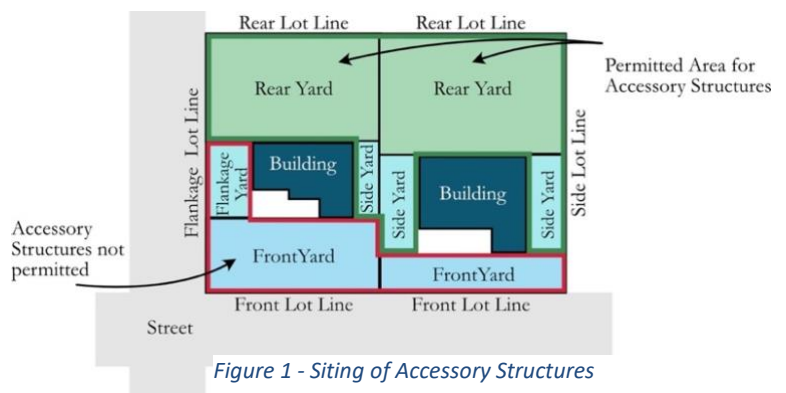 Rear Lot Line
Rear Lot Line
Permitted Area for
Accessory Structures
Rear Yard
Rear Yard
Flankage Lot Line
Side Lot Line
Flankage
Yard
Building
Side Yard
Side Yard
Building
Side Yard
Accessory
Structures not
permitted
FrontYard
FrontYard
Front Lot Line
Front Lot Line
Street
Figure 1 - Siting of Accessory Structures